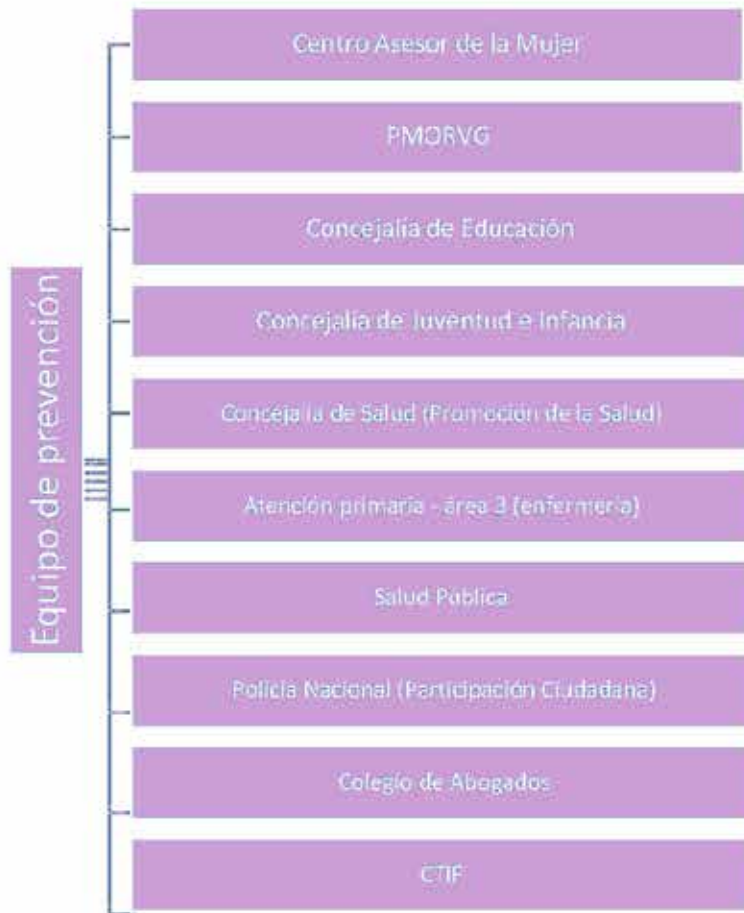 Equipo de prevención
Centro Asesor de la Mujer
PMORVG
Concejalía de Educación
Concejalía de Juventud e Infancia
Concejalía de Salud (Promoción de la Salud)
Atención primaria - área 3 (enfermería)
Salud Pública
Policía Nacional (Participación Ciudadana)
Colegio de Abogados
CTIF